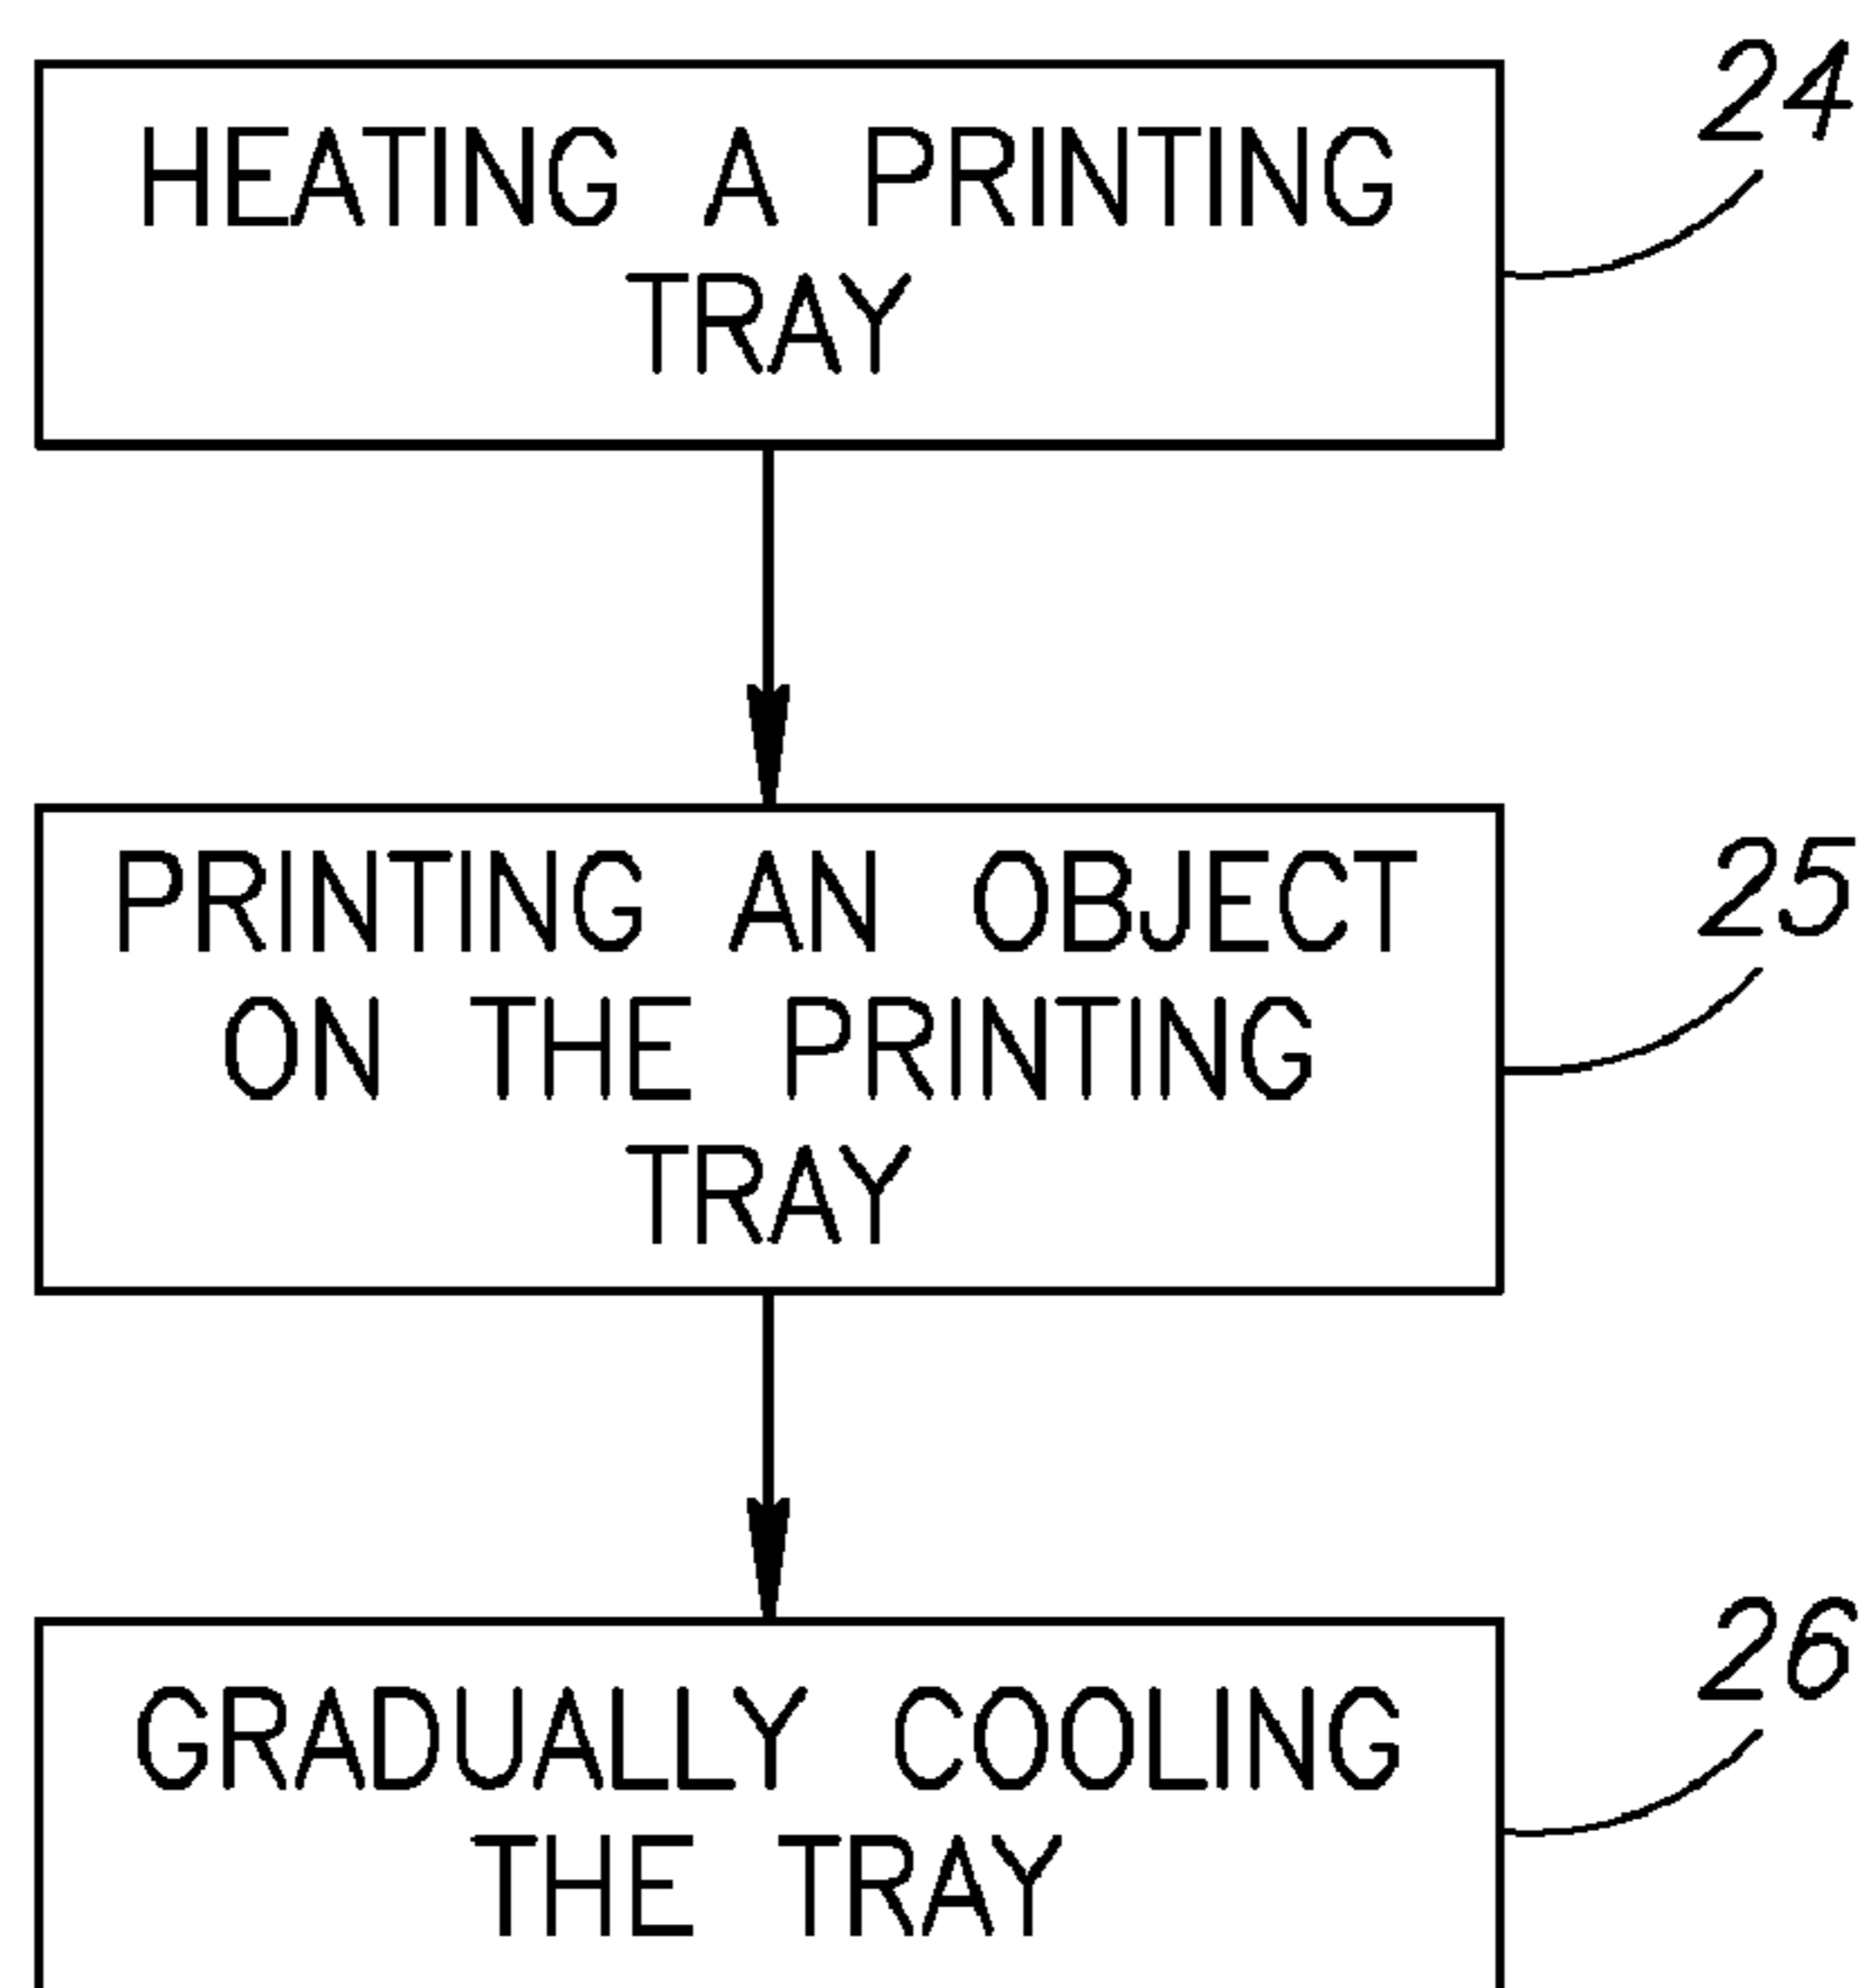 24
HEATING A PRINTING
TRAY
25
PRINTING AN OBJECT
ON THE PRINTING
TRAY
26
GRADUALLY COOLING
THE TRAY